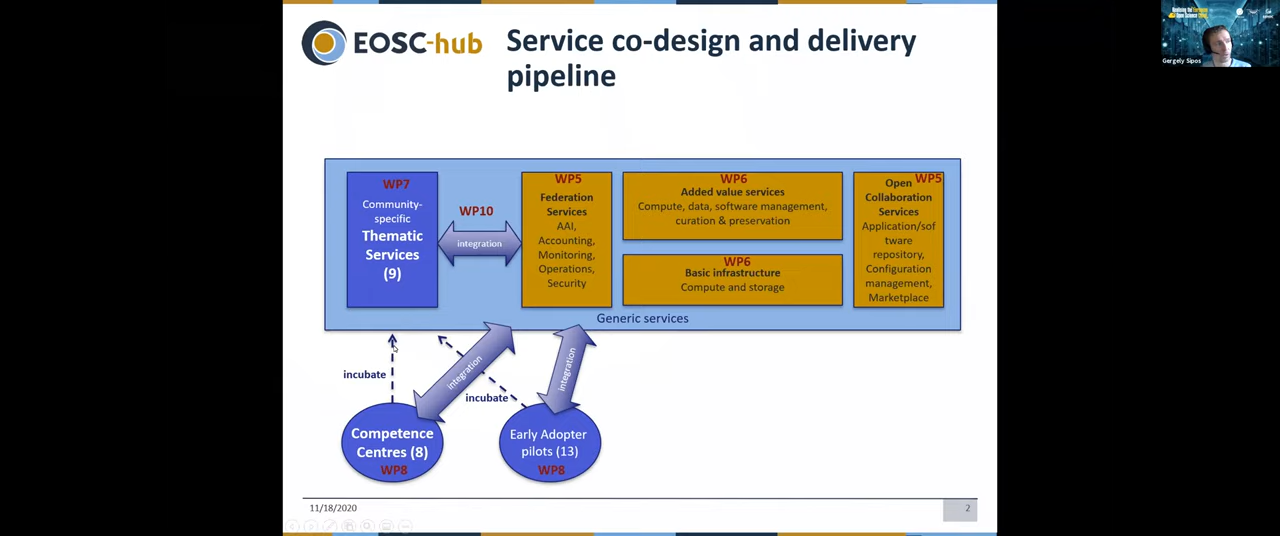 EOSC-hub
Service co-design and delivery
pipeline
WP7
Community-
specific
Thematic
Services
(9)
WP10
integration
WP5
Federation
Services
AAI,
Accounting,
Monitoring,
Operations,
Security
WP6
Added value services
Compute, data, software management,
curation & preservation
WP6
Basic infrastructure
Compute and storage
Open WP5
Collaboration
Services
Application/sof
tware
repository,
Configuration
management,
Marketplace
Generic services
incubate
integration
incubate
integration
Competence
Centres (8)
WP8
Early Adopter
pilots (13)
WP8
11/18/2020
2
Gergely Sipos